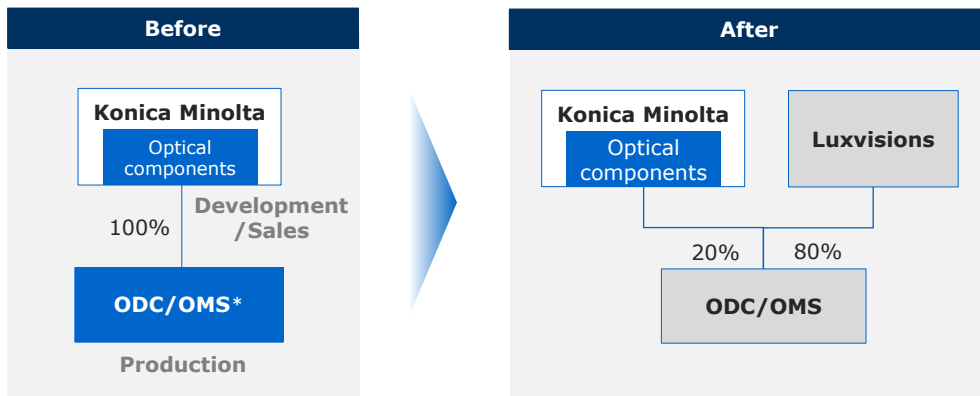 Before
Konica Minolta
Optical
components
100%
Development
/Sales
ODC/OMS*
Production
After
Konica Minolta
Optical
components
Luxvisions
20%
80%
ODC/OMS